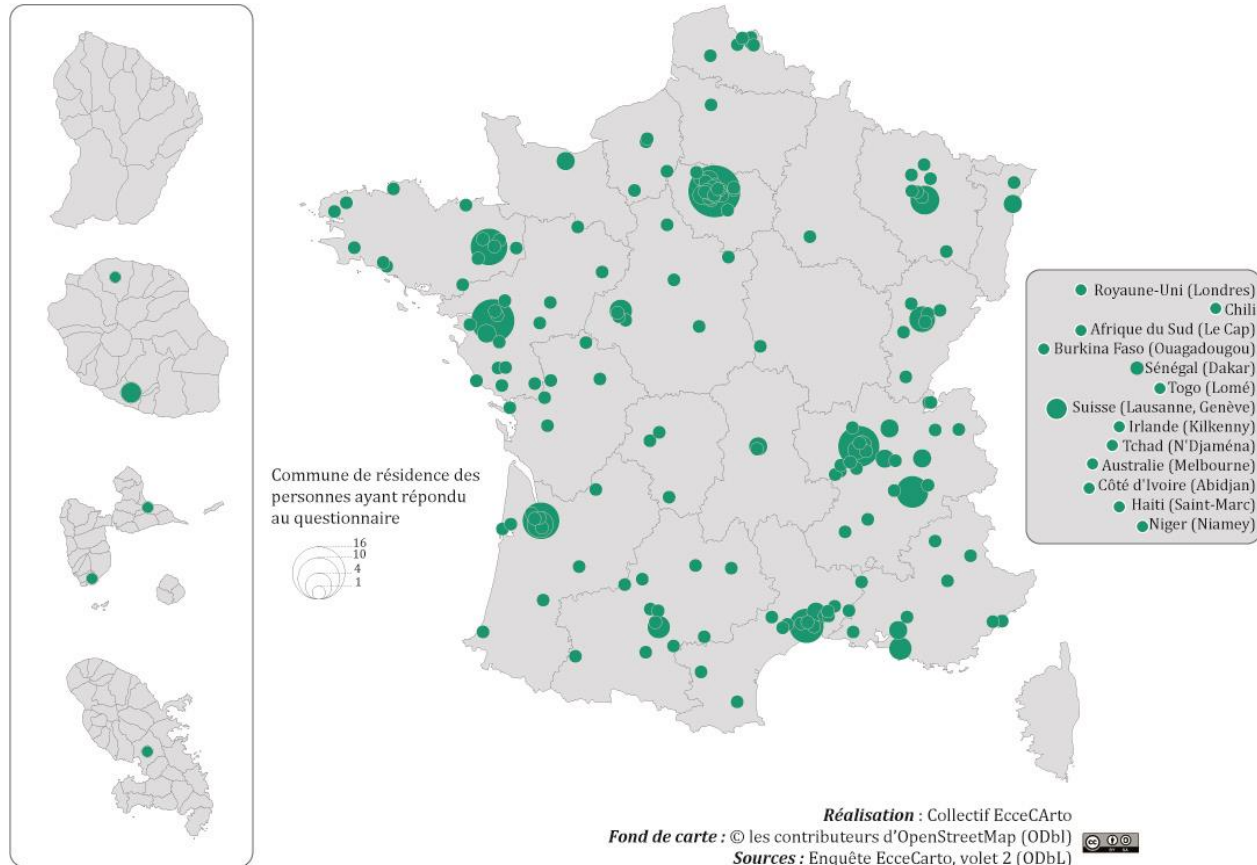 Commune de résidence des
personnes ayant répondu
au questionnaire
16
10
4
1
Royaune-Uni (Londres)
Chili
Afrique du Sud (Le Cap)
Burkina Faso (Ouagadougou)
Sénégal (Dakar)
Togo (Lomé)
Suisse (Lausanne, Genève)
Irlande (Kilkenny)
Tchad (N'Djaména)
Australie (Melbourne)
Côté d'Ivoire (Abidjan)
Haiti (Saint-Marc)
Niger (Niamey)
Réalisation : Collectif EcceCArto
Fond de carte : © les contributeurs d'OpenStreetMap (ODbl)
Sources : Enquête EcceCarto, volet 2 (ODbL)